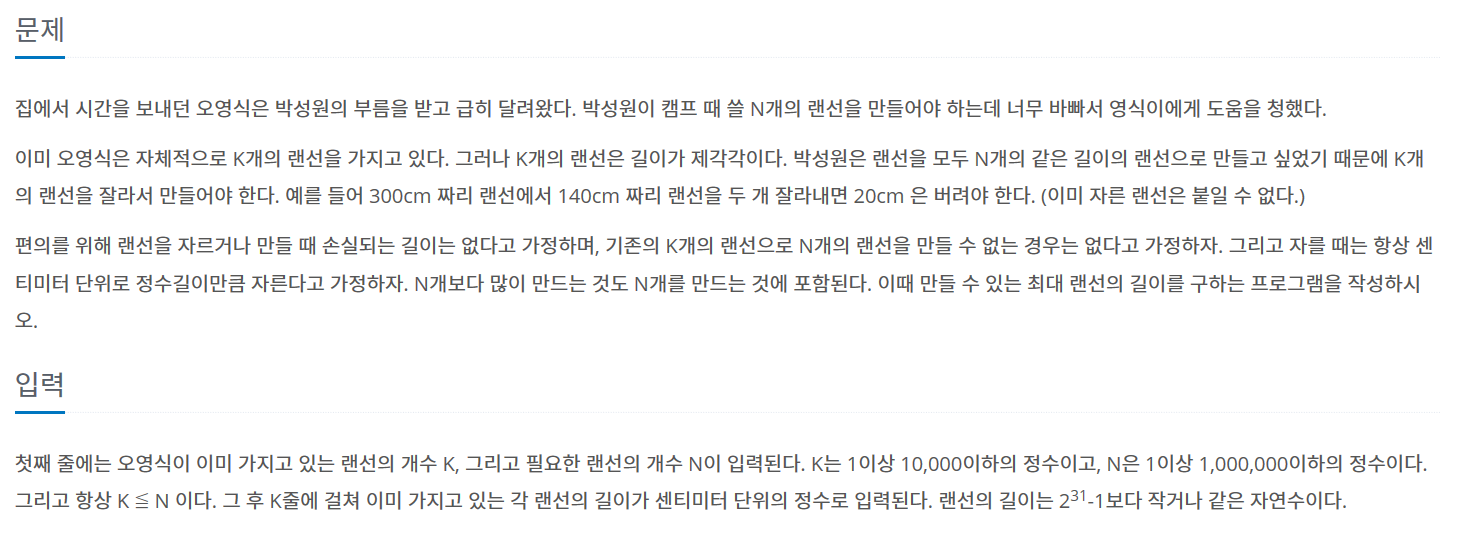 문제
집에서 시간을 보내던 오영식은 박성원의 부름을 받고 급히 달려왔다. 박성원이 캠프 때 쓸 N개의 랜선을 만들어야 하는데 너무 바빠서 영식이에게 도움을 청했다.
이미 오영식은 자체적으로 K개의 랜선을 가지고 있다. 그러나 K개의 랜선은 길이가 제각각이다. 박성원은 랜선을 모두 N개의 같은 길이의 랜선으로 만들고 싶었기 때문에 K개
의 랜선을 잘라서 만들어야 한다. 예를 들어 300cm 짜리 랜선에서 140cm 짜리 랜선을 두 개 잘라내면 20cm 은 버려야 한다. (이미 자른 랜선은 붙일 수 없다.)
편의를 위해 랜선을 자르거나 만들 때 손실되는 길이는 없다고 가정하며, 기존의 K개의 랜선으로 N개의 랜선을 만들 수 없는 경우는 없다고 가정하자. 그리고 자를 때는 항상 센
티미터 단위로 정수길이만큼 자른다고 가정하자. N개보다 많이 만드는 것도 N개를 만드는 것에 포함된다. 이때 만들 수 있는 최대 랜선의 길이를 구하는 프로그램을 작성하시
오.
입력
첫째 줄에는 오영식이 이미 가지고 있는 랜선의 개수 K, 그리고 필요한 랜선의 개수 N이 입력된다. K는 1이상 10,000이하의 정수이고, N은 1이상 1,000,000이하의 정수이다.
그리고 항상 K ≦ N 이다. 그 후 K줄에 걸쳐 이미 가지고 있는 각 랜선의 길이가 센티미터 단위의 정수로 입력된다. 랜선의 길이는 2³¹-1보다 작거나 같은 자연수이다.